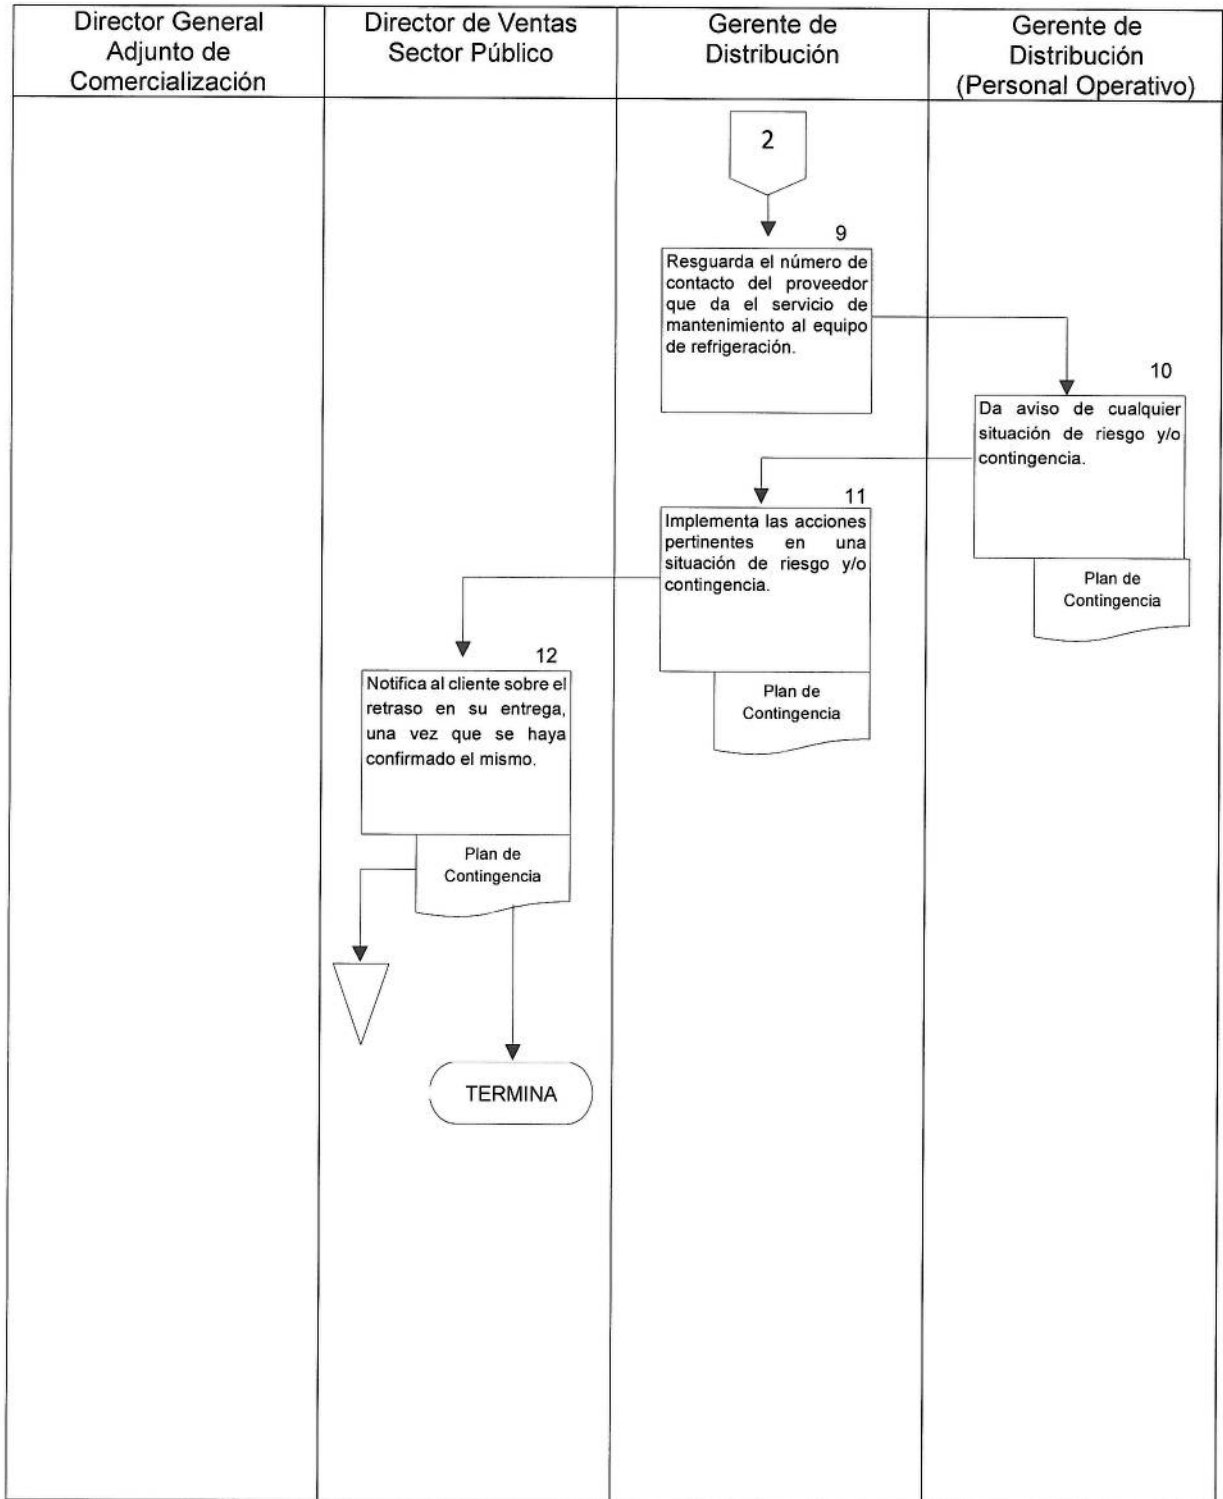 Director General
Adjunto de
Comercialización
Director de Ventas
Sector Público
Gerente de
Distribución
Gerente de
Distribución
(Personal Operativo)
2
9
Resguarda el número de
contacto del proveedor
que da el servicio de
mantenimiento al equipo
de refrigeración.
10
Da aviso de cualquier
situación de riesgo y/o
contingencia.
Plan de
Contingencia
11
Implementa las acciones
pertinentes en una
situación de riesgo y/o
contingencia.
Plan de
Contingencia
12
Notifica al cliente sobre el
retraso en su entrega,
una vez que se haya
confirmado el mismo.
Plan de
Contingencia
TERMINA